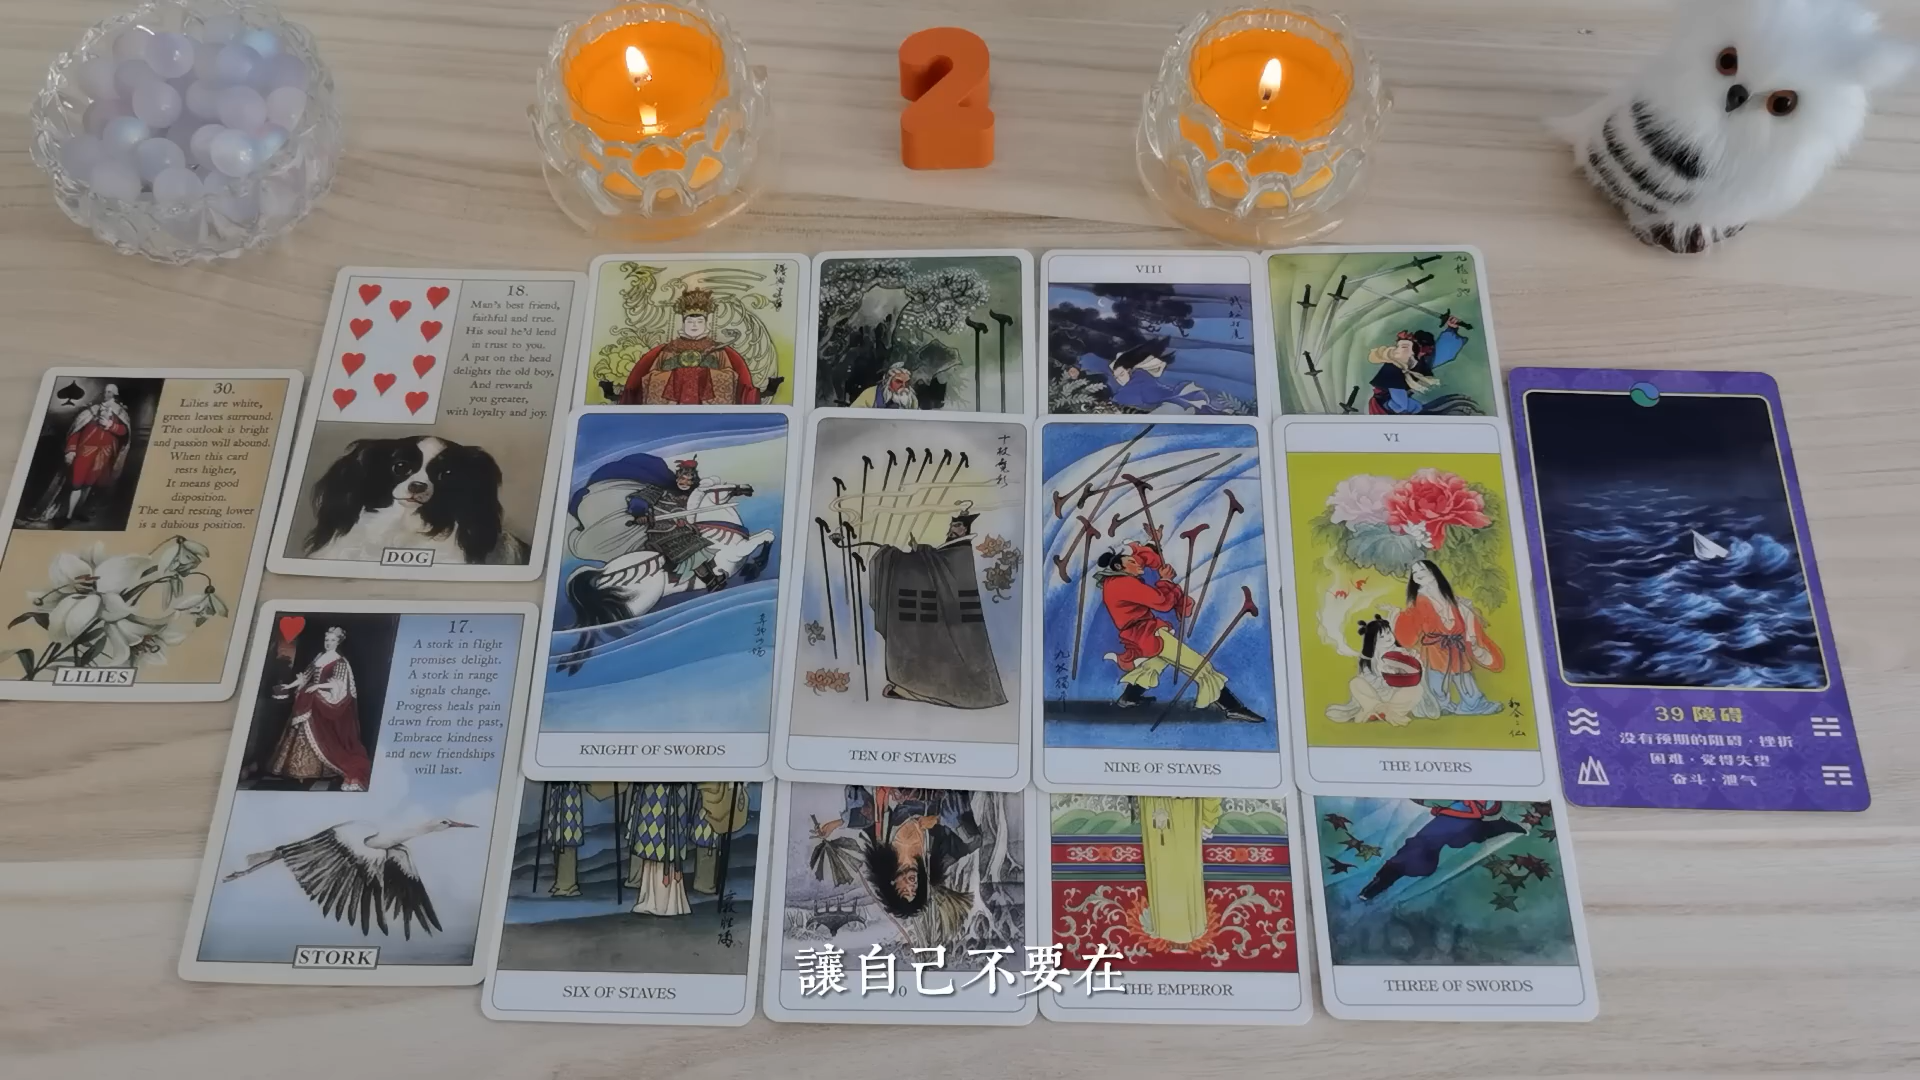 2
30.
Lilies are white,
green leaves surround.
The outlook is bright
and passion will abound.
When this card
rests higher,
It means good
disposition.
The card resting lower
is a dubious position.
LILIES
18.
Man's best friend,
faithful and true.
His soul he'd lend
in trust to you.
A pat on the head
delights the old boy,
And rewards
you greater,
with loyalty and joy.
DOG
17.
A stork in flight
promises delight.
A stork in range
signals change.
Progress heals pain
drawn from the past,
Embrace kindness
and new friendships
will last.
STORK
VIII
KNIGHT OF SWORDS
TEN OF STAVES
NINE OF STAVES
VI
THE LOVERS
39 障碍
没有预期的阻碍·挫折
困难·觉得失望
奋斗·泄气
SIX OF STAVES
0
THE EMPEROR
THREE OF SWORDS
讓自己不要在